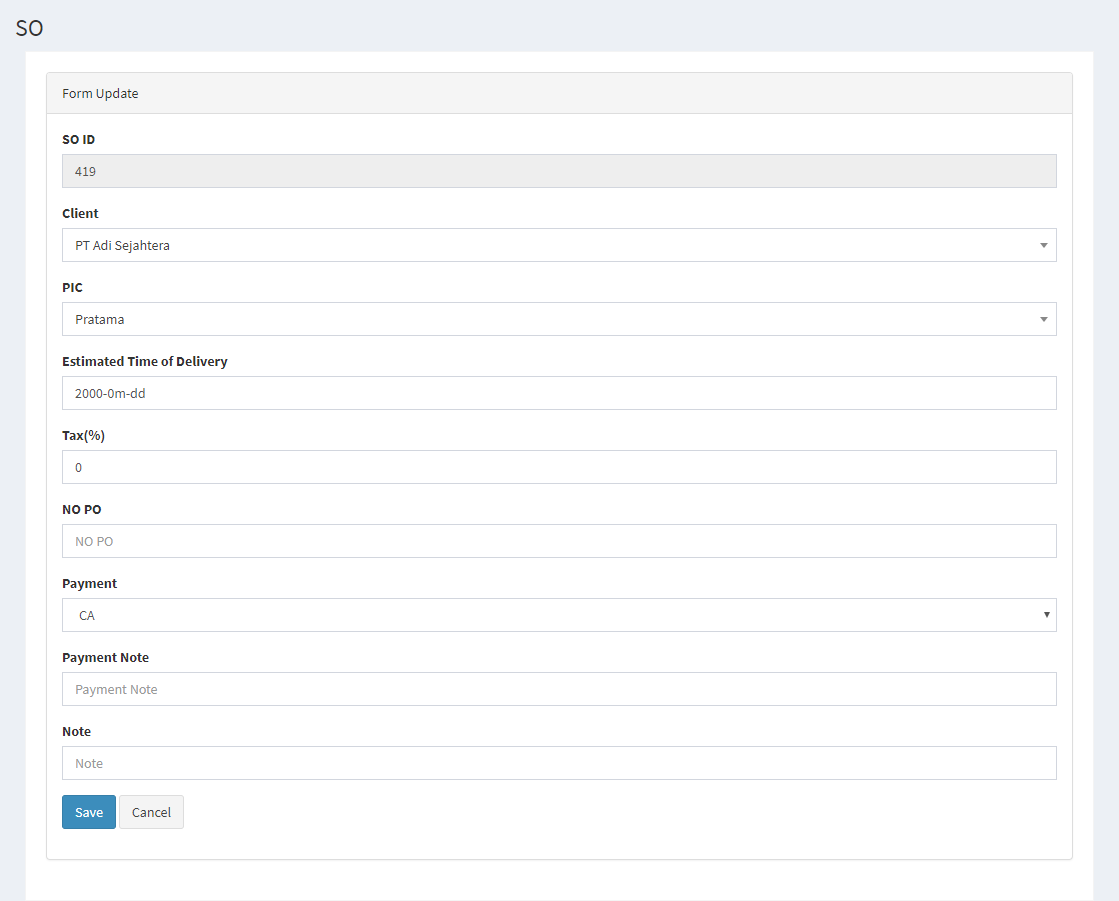 SO
Form Update
SO ID
419
Client
PT Adi Sejahtera
PIC
Pratama
Estimated Time of Delivery
2000-0m-dd
Tax(%)
0
NO PO
NO PO
Payment
CA
Payment Note
Payment Note
Note
Note
Save Cancel